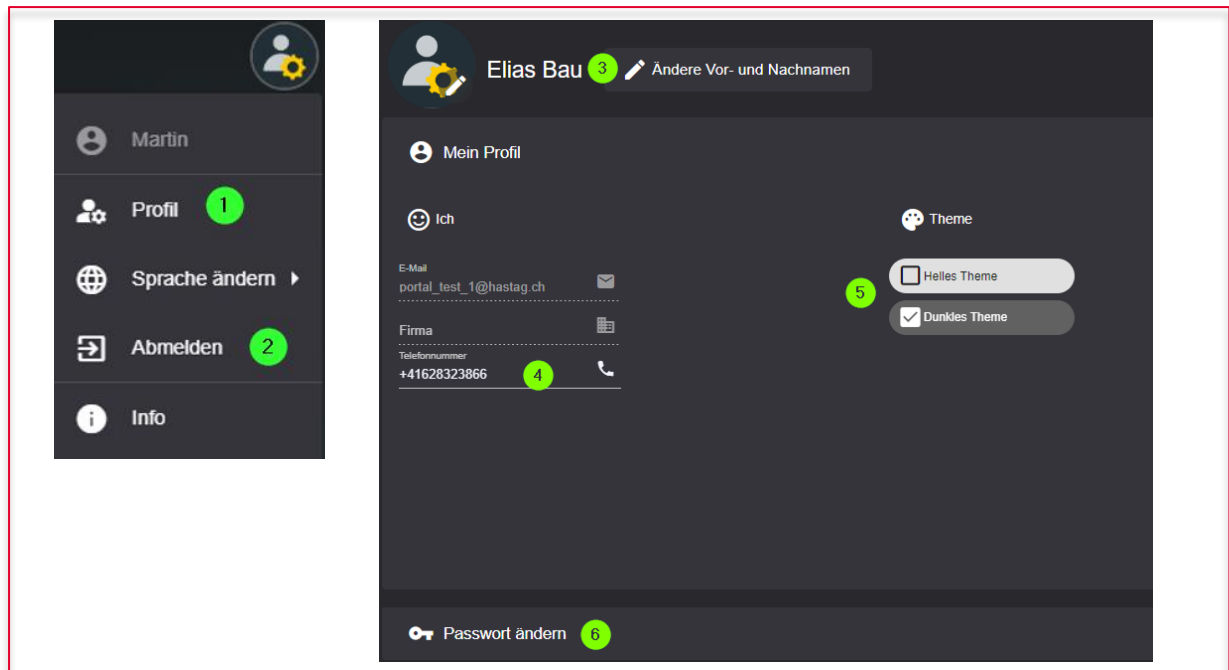 Martin
Profil 1
Sprache ändern
Abmelden 2
Info
Elias Bau 3 Ändere Vor- und Nachnamen
Mein Profil
Ich
E-Mail
portal_test_1@hastag.ch
Firma
Telefonnummer
+41628323866 4
Theme
Helles Theme
5
Dunkles Theme
Passwort ändern 6